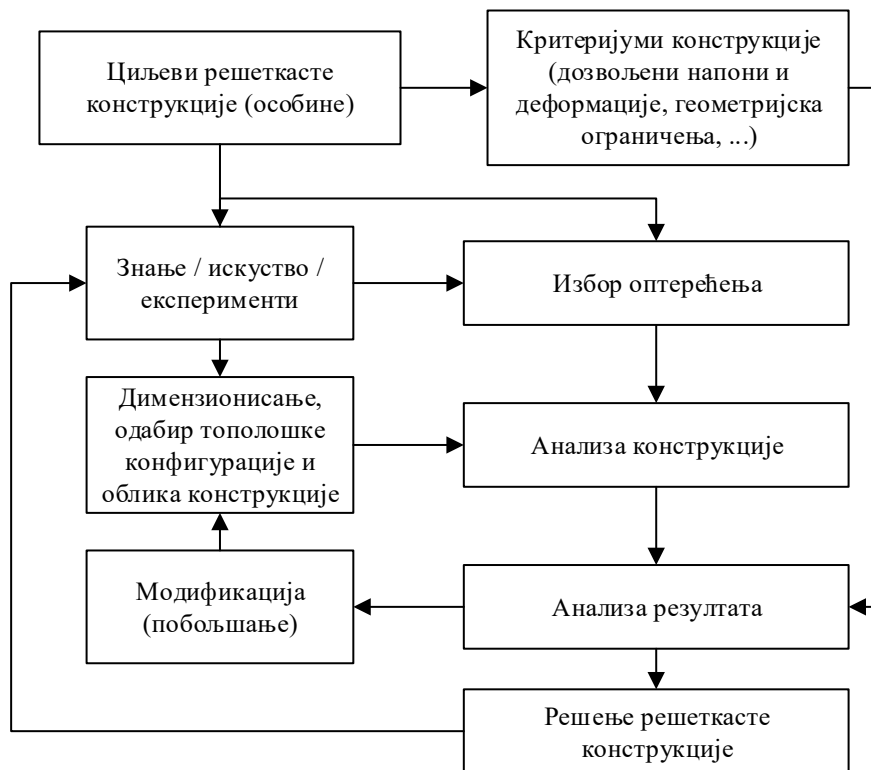 Циљеви решеткасте
конструкције (особине)
Критеријуми конструкције
(дозвољени напони и
деформације, геометријска
ограничења, ...)
Знање / искуство /
експерименти
Избор оптерећења
Димензионисање,
одабир тополошке
конфигурације и
облика конструкције
Анализа конструкције
Модификација
(побољшање)
Анализа резултата
Решење решеткасте
конструкције